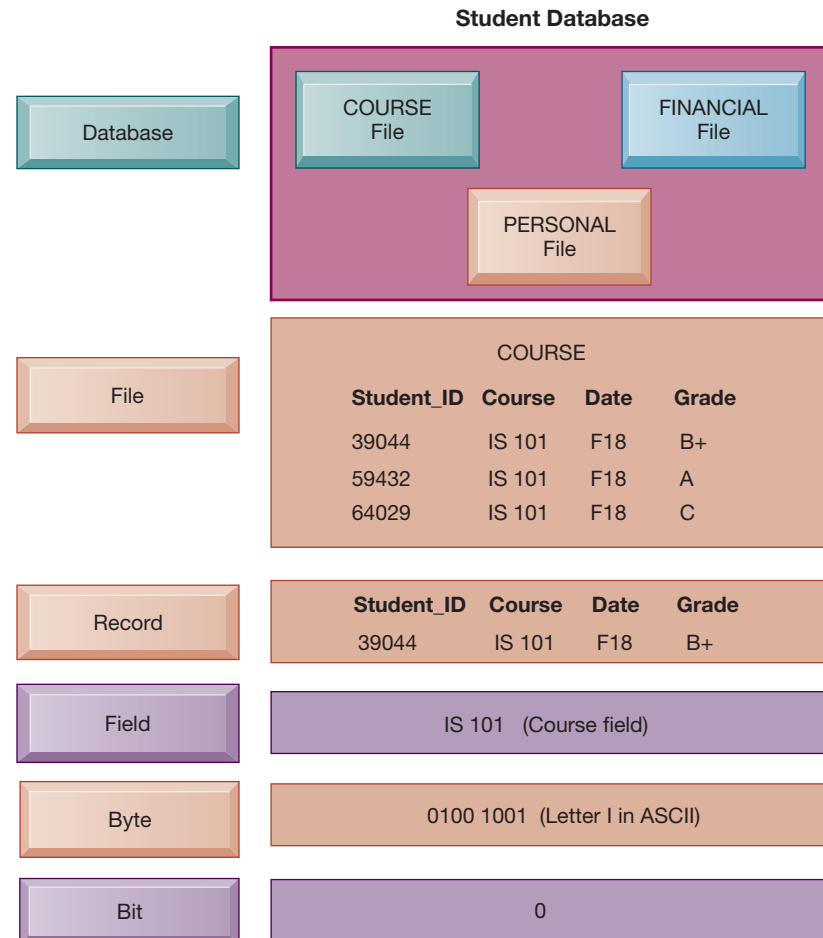 Student Database
Database
COURSE
File
FINANCIAL
File
PERSONAL
File
File
COURSE
Student_ID Course Date Grade
39044 IS 101 F18 B+
59432 IS 101 F18 A
64029 IS 101 F18 C
Record
Student_ID Course Date Grade
39044 IS 101 F18 B+
Field
IS 101 (Course field)
Byte
0100 1001 (Letter I in ASCII)
Bit
0